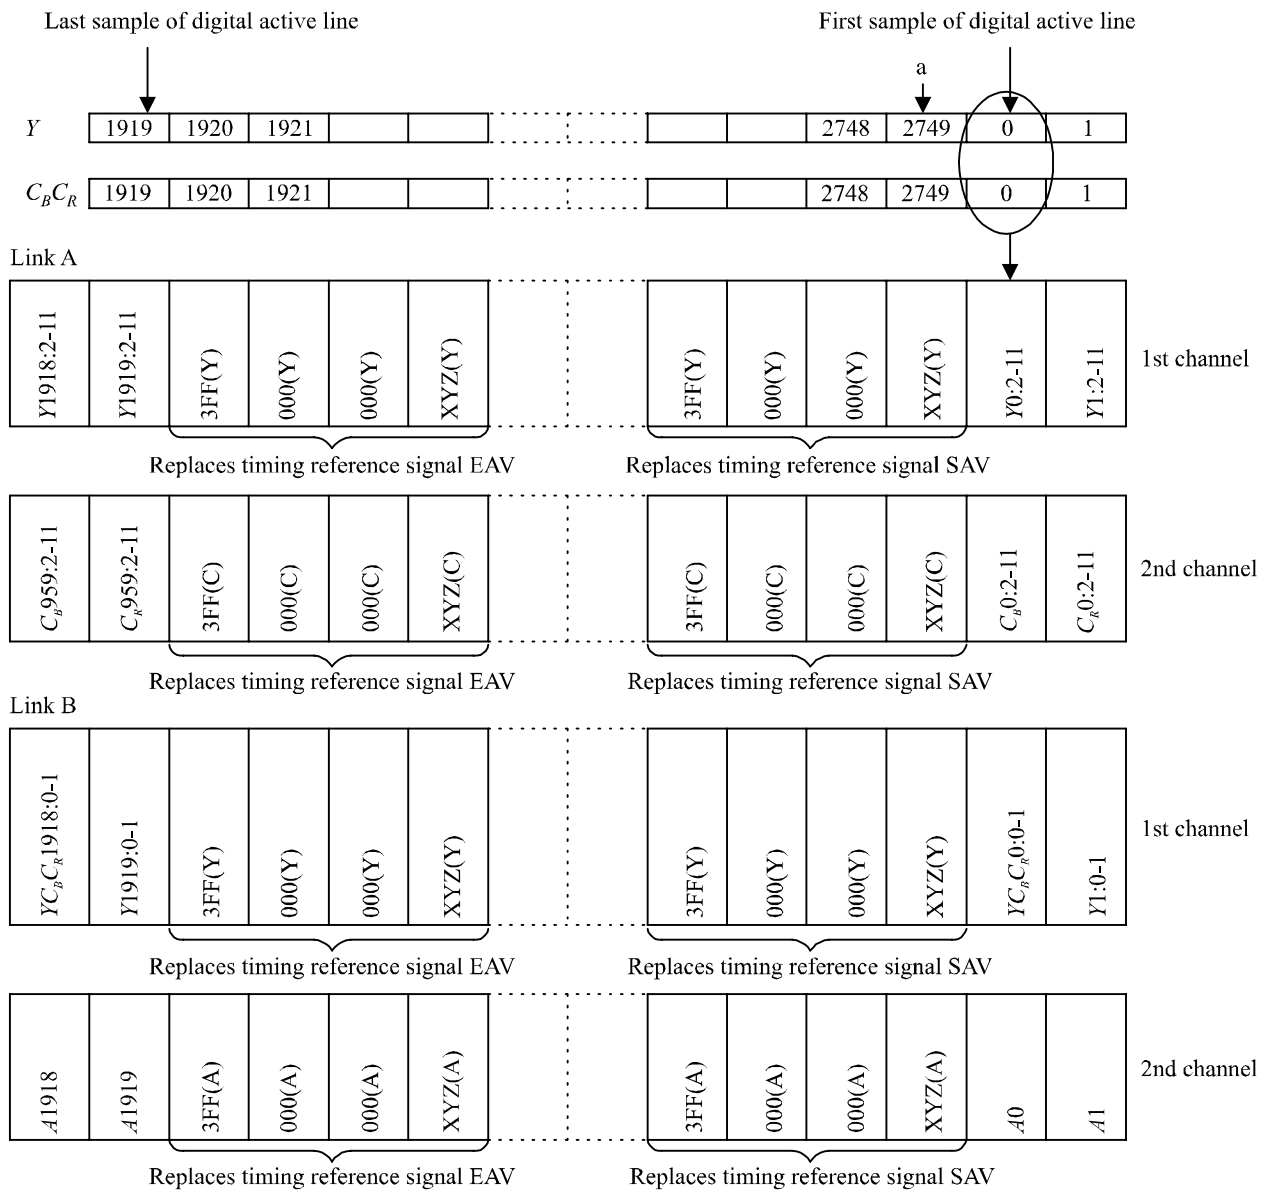 Last sample of digital active line First sample of digital active line
a
Y 1919 1920 1921 2748 2749 0 1
CBCR 1919 1920 1921 2748 2749 0 1
Link A
Y1918:2-11 Y1919:2-11 3FF(Y) 000(Y) 000(Y) XYZ(Y) 3FF(Y) 000(Y) 000(Y) XYZ(Y) Y0:2-11 Y1:2-11 1st channel
Replaces timing reference signal EAV Replaces timing reference signal SAV
CB959:2-11 CR959:2-11 3FF(C) 000(C) 000(C) XYZ(C) 3FF(C) 000(C) 000(C) XYZ(C) CB0:2-11 CR0:2-11 2nd channel
Replaces timing reference signal EAV Replaces timing reference signal SAV
Link B
YCBCR1918:0-1 Y1919:0-1 3FF(Y) 000(Y) 000(Y) XYZ(Y) 3FF(Y) 000(Y) 000(Y) XYZ(Y) YCBCR0:0-1 Y1:0-1 1st channel
Replaces timing reference signal EAV Replaces timing reference signal SAV
A1918 A1919 3FF(A) 000(A) 000(A) XYZ(A) 3FF(A) 000(A) 000(A) XYZ(A) A0 A1 2nd channel
Replaces timing reference signal EAV Replaces timing reference signal SAV